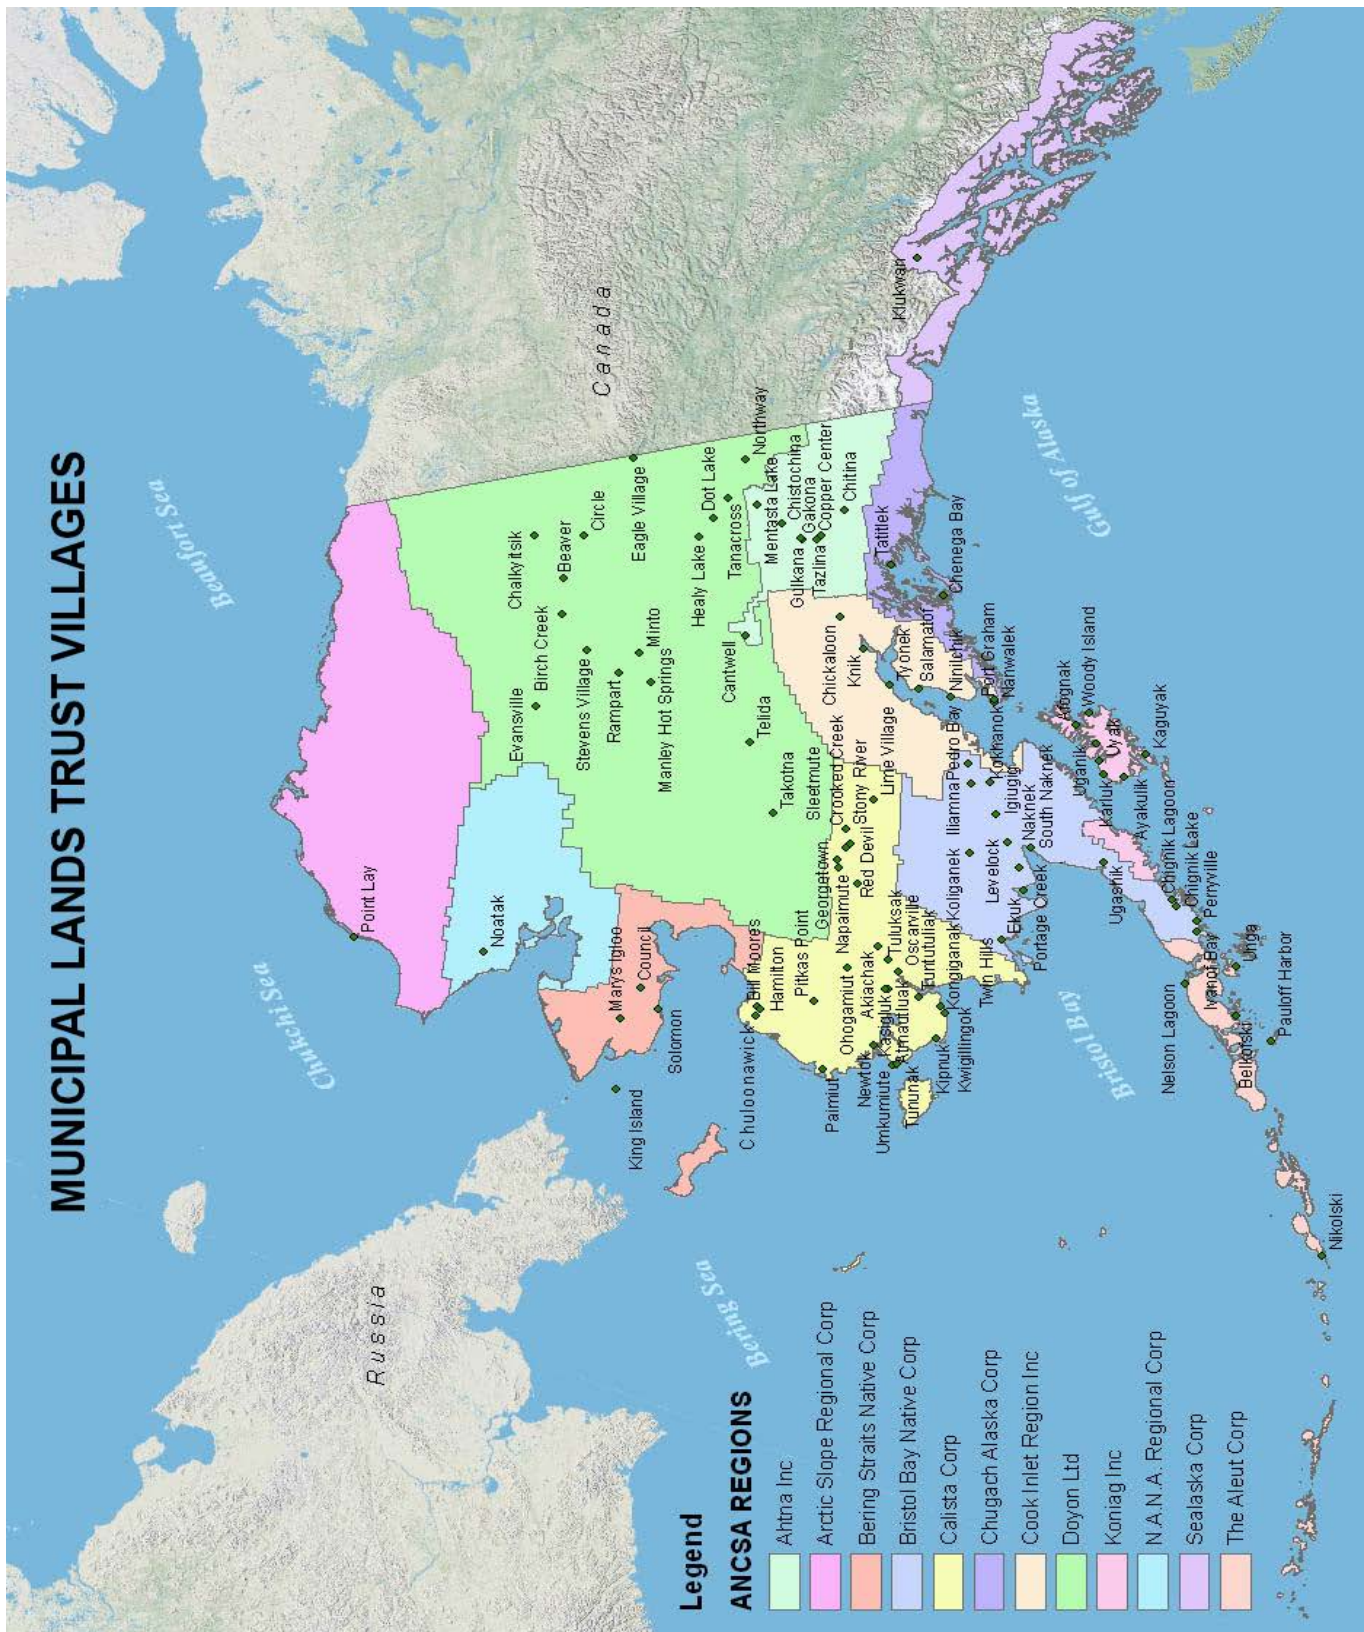 MUNICIPAL LANDS TRUST VILLAGES
Beaufort Sea
Chukchi Sea
Russia
Canada
Bering Sea
Bristol Bay
Gulf of Alaska
Point Lay
Noatak
Marys Igloo
Council
Solomon
King Island
Evansville
Birch Creek
Chalkyitsik
Beaver
Circle
Stevens Village
Rampart
Minto
Manley Hot Springs
Eagle Village
Healy Lake
Dot Lake
Tanacross
Northway
Mentasta Lake
Chistochina
Gakona
Copper Center
Gulkana
Tazlina
Chitina
Cantwell
Telida
Takotna
Chuloonawick
Bill Moores
Hamilton
Pitkas Point
Paimiut
Ohogamiut
Georgetown
Napaimute
Sleetmute
Crooked Creek
Stony River
Red Devil
Lime Village
Newtok
Umkumiute
Tununak
Akiachak
Kasigluk
Atmautluak
Tuluksak
Oscarville
Tuntutuliak
Kongiganak
Kipnuk
Kwigillingok
Twin Hills
Chickaloon
Knik
Tyonek
Salamatof
Ninilchik
Port Graham
Nanwalek
Tatitlek
Chenega Bay
Klukwan
Iliamna
Pedro Bay
Kokhanok
Igiugig
Koliganek
Levelock
Naknek
South Naknek
Ekuk
Portage Creek
Ugashik
Afognak
Woody Island
Uganik
Uyak
Karluk
Kaguyak
Ayakulik
Chignik Lagoon
Chignik Lake
Perryville
Ivanof Bay
Nelson Lagoon
Unga
Belkofski
Pauloff Harbor
Nikolski
Legend
ANCSA REGIONS
Ahtna Inc
Arctic Slope Regional Corp
Bering Straits Native Corp
Bristol Bay Native Corp
Calista Corp
Chugach Alaska Corp
Cook Inlet Region Inc
Doyon Ltd
Koniag Inc
N.A.N.A. Regional Corp
Sealaska Corp
The Aleut Corp